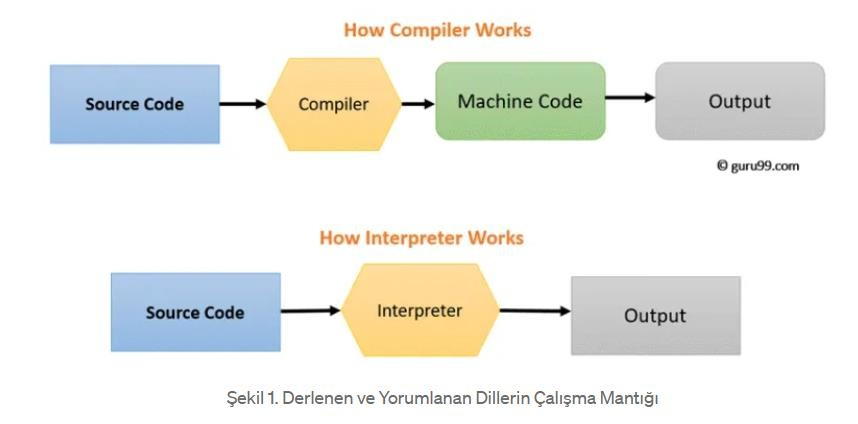 How Compiler Works
Source Code
Compiler
Machine Code
Output
© guru99.com
How Interpreter Works
Source Code
Interpreter
Output
Şekil 1. Derlenen ve Yorumlanan Dillerin Çalışma Mantığı